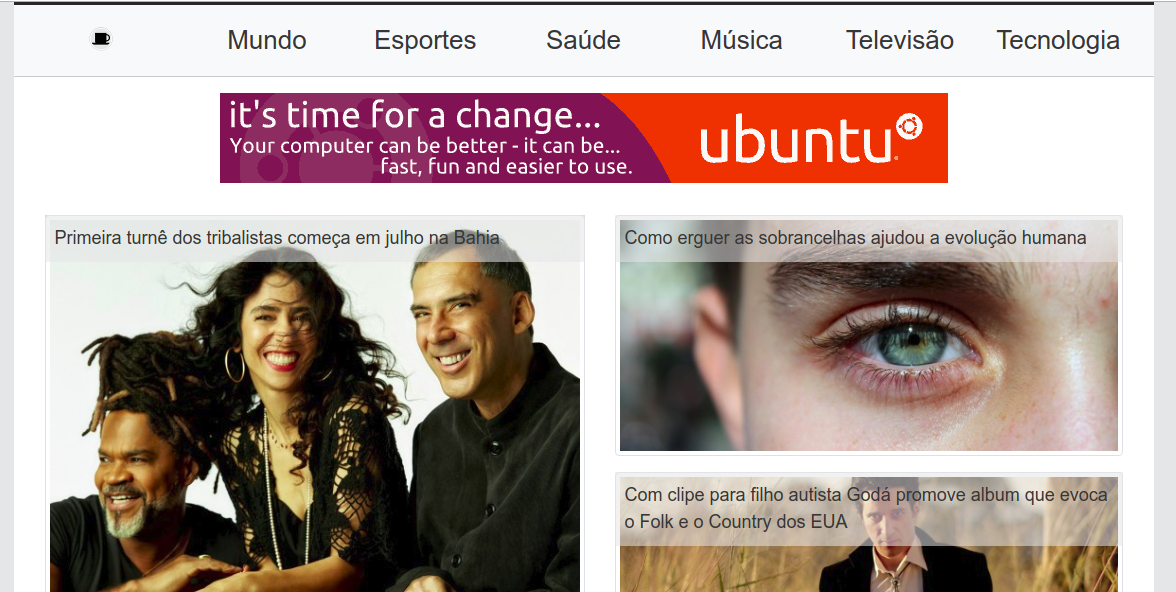 Mundo Esportes Saúde Música Televisão Tecnologia
it's time for a change...
Your computer can be better - it can be...
fast, fun and easier to use.
ubuntu
Primeira turnê dos tribalistas começa em julho na Bahia
Como erguer as sobrancelhas ajudou a evolução humana
Com clipe para filho autista Godá promove album que evoca
o Folk e o Country dos EUA